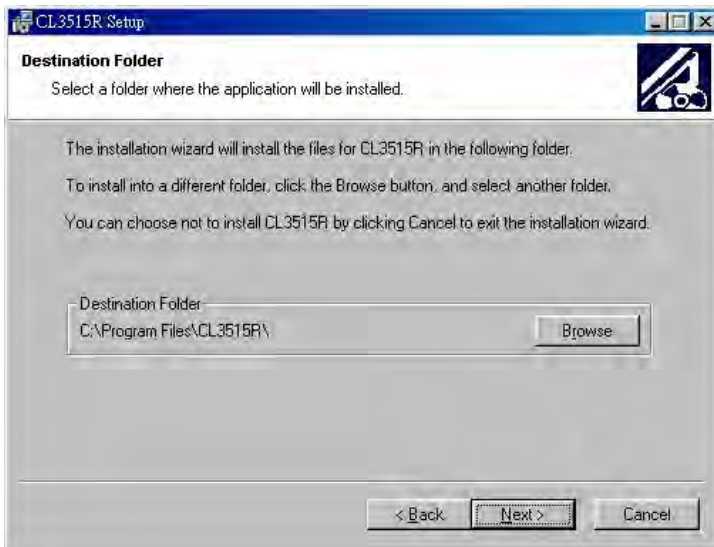 CL3515R Setup
Destination Folder
Select a folder where the application will be installed.
The installation wizard will install the files for CL3515R in the following folder.
To install into a different folder, click the Browse button, and select another folder.
You can choose not to install CL3515R by clicking Cancel to exit the installation wizard.
Destination Folder
C:\Program Files\CL3515R\
Browse
< Back
Next >
Cancel